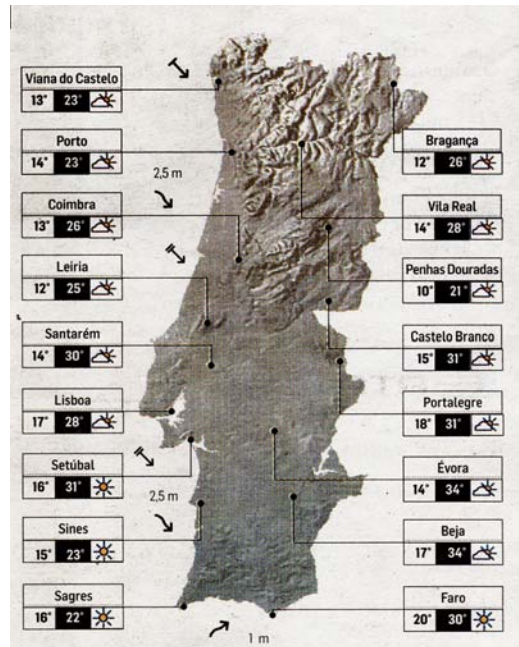 Viana do Castelo
13° 23°
Porto
14° 23°
2,5 m
Coimbra
13° 26°
Leiria
12° 25°
Santarém
14° 30°
Lisboa
17° 28°
Setúbal
16° 31°
2,5 m
Sines
15° 23°
Sagres
16° 22°
1 m
Bragança
12° 26°
Vila Real
14° 28°
Penhas Douradas
10° 21°
Castelo Branco
15° 31°
Portalegre
18° 31°
Évora
14° 34°
Beja
17° 34°
Faro
20° 30°